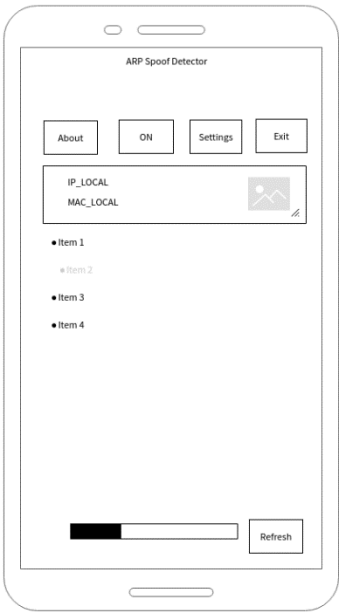 ARP Spoof Detector
About ON Settings Exit
IP_LOCAL
MAC_LOCAL
Item 1
Item 2
Item 3
Item 4
Refresh